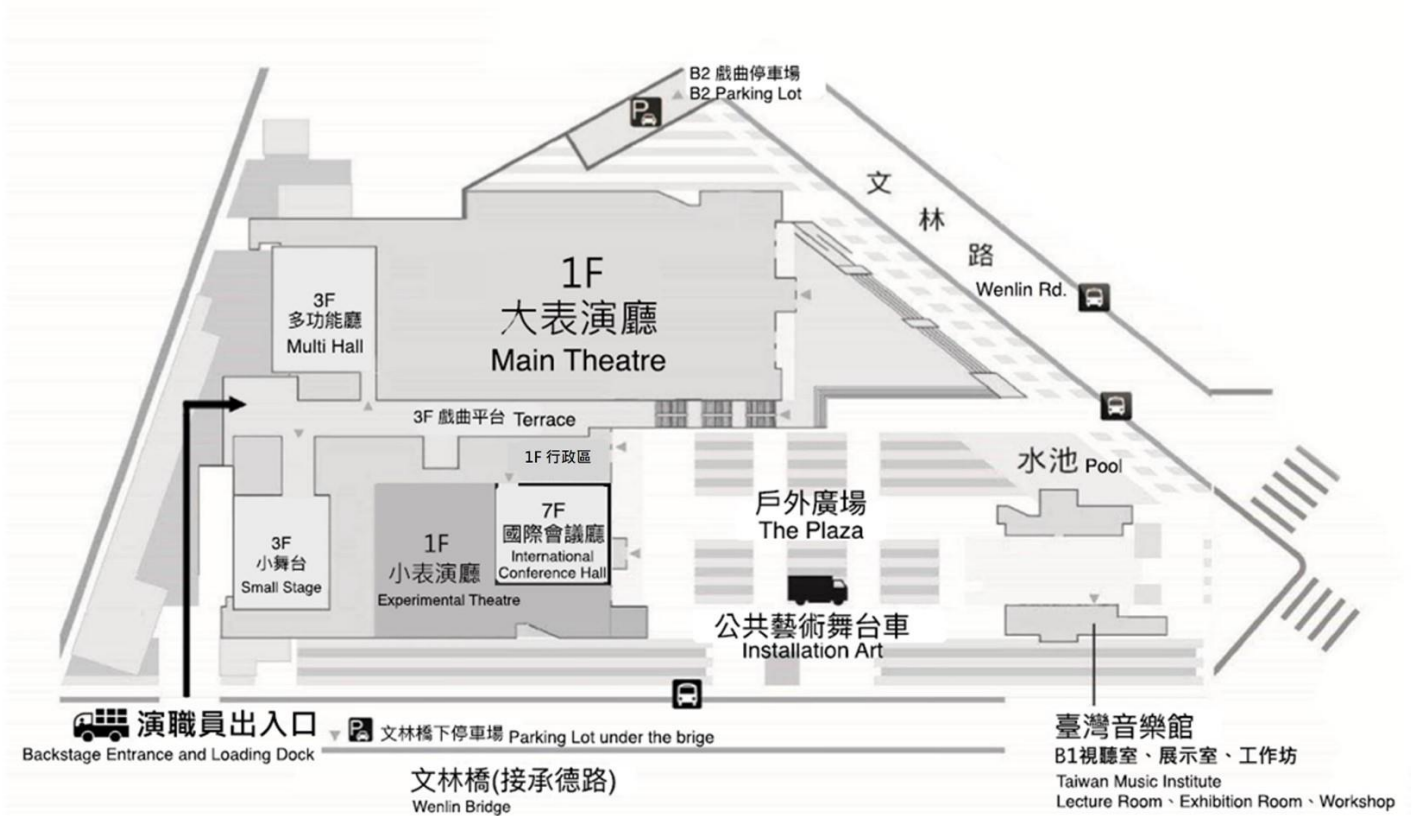 B2 戲曲停車場
B2 Parking Lot
文
林
路
Wenlin Rd.
1F
大表演廳
Main Theatre
3F
多功能廳
Multi Hall
3F 戲曲平台 Terrace
1F 行政區
水池 Pool
7F
國際會議廳
International
Conference Hall
戶外廣場
The Plaza
1F
小表演廳
Experimental Theatre
3F
小舞台
Small Stage
公共藝術舞台車
Installation Art
演職員出入口
Backstage Entrance and Loading Dock
P 文林橋下停車場 Parking Lot under the brige
文林橋(接承德路)
Wenlin Bridge
臺灣音樂館
B1視聽室、展示室、工作坊
Taiwan Music Institute
Lecture Room、Exhibition Room、Workshop
P